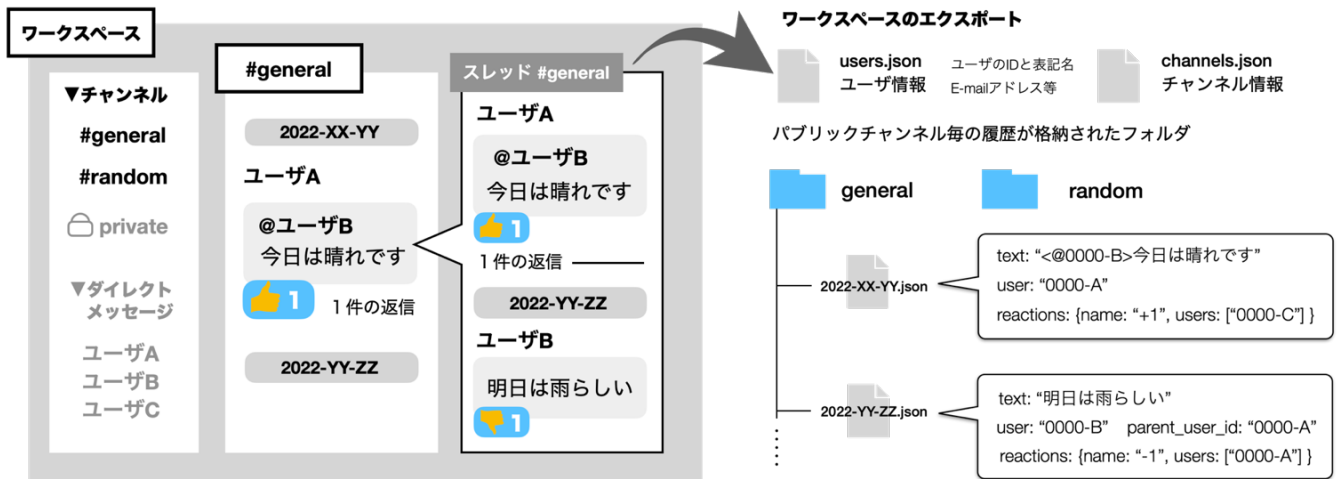 ワークスペース
▼チャンネル
#general
#random
private
▼ダイレクト
メッセージ
ユーザA
ユーザB
ユーザC
#general
2022-XX-YY
ユーザA
@ユーザB
今日は晴れです
1
1件の返信
2022-YY-ZZ
スレッド #general
ユーザA
@ユーザB
今日は晴れです
1
1件の返信
2022-YY-ZZ
ユーザB
明日は雨らしい
1
ワークスペースのエクスポート
users.json
ユーザ情報
ユーザのIDと表記名
E-mailアドレス等
channels.json
チャンネル情報
パブリックチャンネル毎の履歴が格納されたフォルダ
general
random
2022-XX-YY.json
text: “<@0000-B>今日は晴れです”
user: “0000-A”
reactions: {name: “+1”, users: [“0000-C”] }
2022-YY-ZZ.json
text: “明日は雨らしい”
user: “0000-B” parent_user_id: “0000-A”
reactions: {name: “-1”, users: [“0000-A”] }